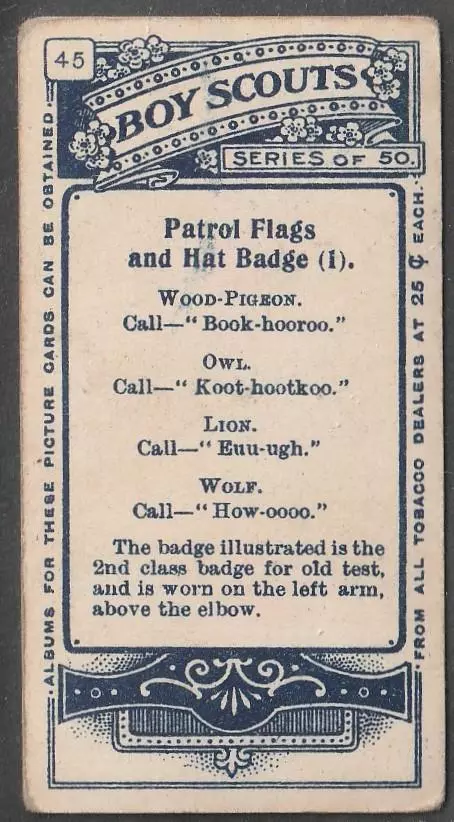 45
BOY SCOUTS
SERIES OF 50.
Patrol Flags
and Hat Badge (1).
WOOD-PIGEON.
Call—“ Book-hooroo.”
OWL.
Call—“ Koot-hootkoo.”
LION.
Call—“ Euu-ugh.”
WOLF.
Call—“ How-oooo.”
The badge illustrated is the
2nd class badge for old test,
and is worn on the left arm,
above the elbow.
·ALBUMS FOR THESE PICTURE CARDS CAN BE OBTAINED·
·FROM ALL TOBACCO DEALERS AT 25 ₵ EACH.·